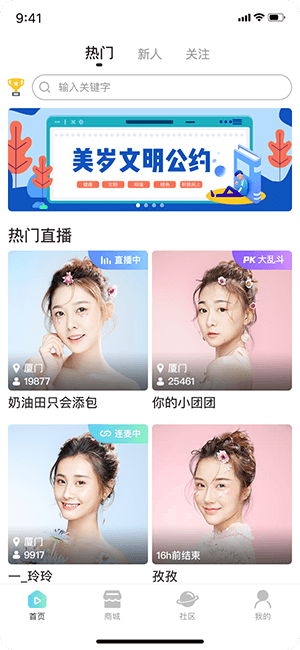 9:41
热门 新人 关注
输入关键字
美岁文明公约
健康 文明
绿色 积极向上
热门直播
直播中
PK 大乱斗
厦门
19877
厦门
25461
奶油田只会添包
你的小团团
连麦中
厦门
9917
16h前结束
一_玲玲
孜孜
首页 商城 社区 我的